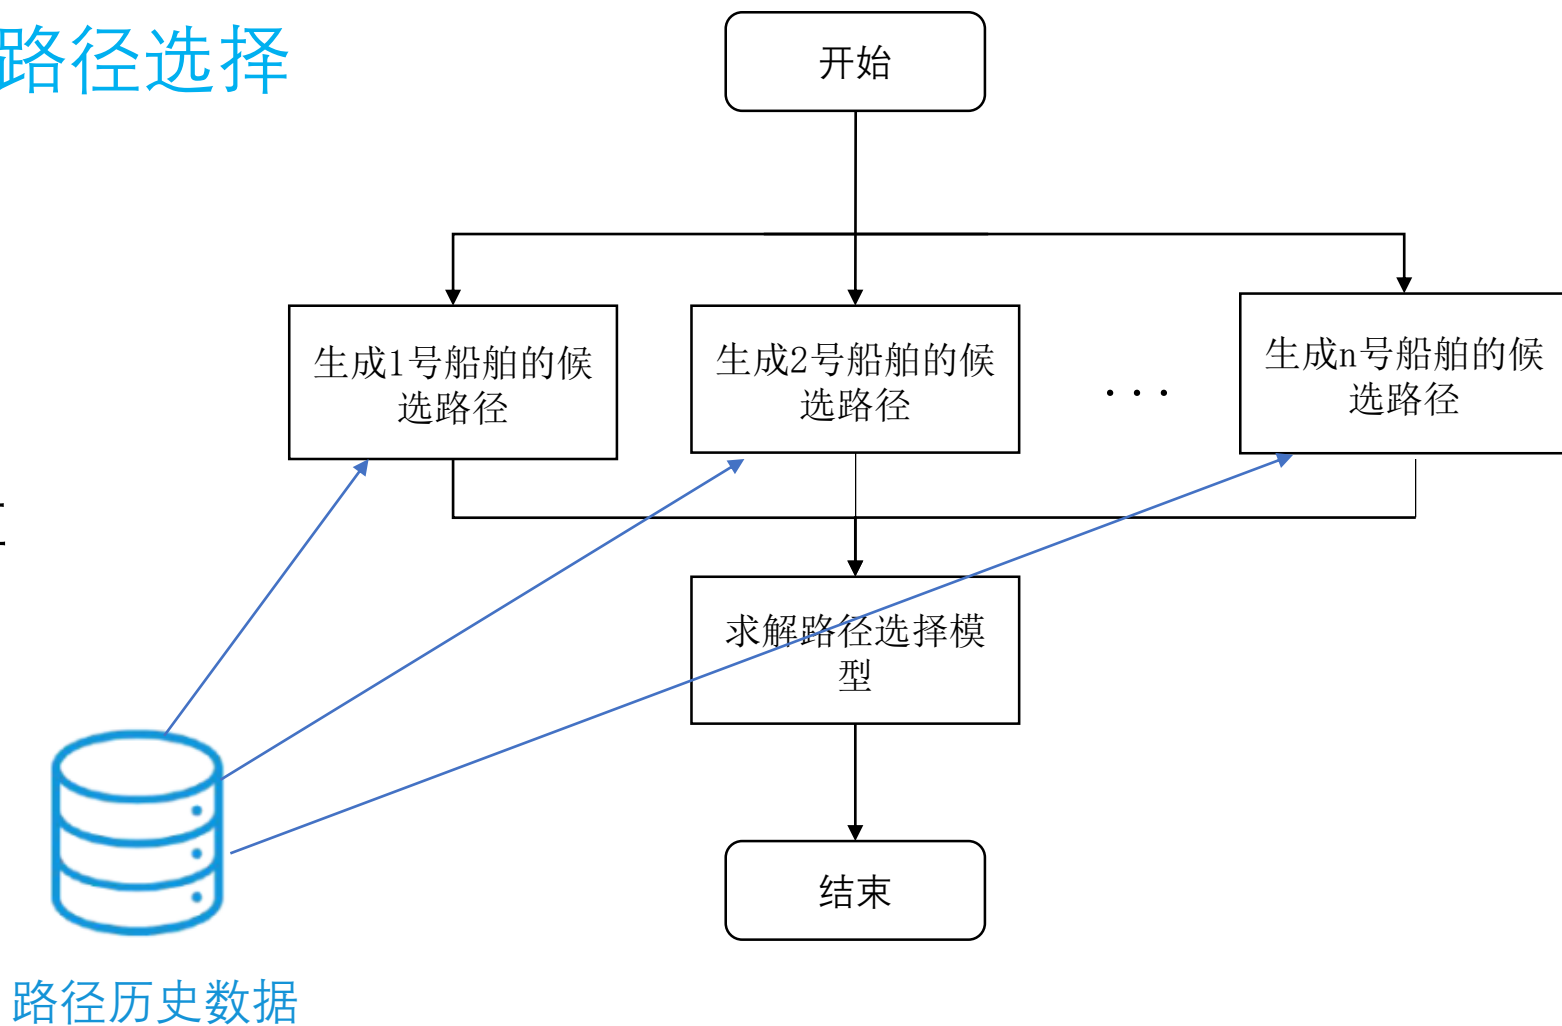 路径选择
开始
生成1号船舶的候
选路径
生成2号船舶的候
选路径
...
生成n号船舶的候
选路径
求解路径选择模
型
结束
路径历史数据